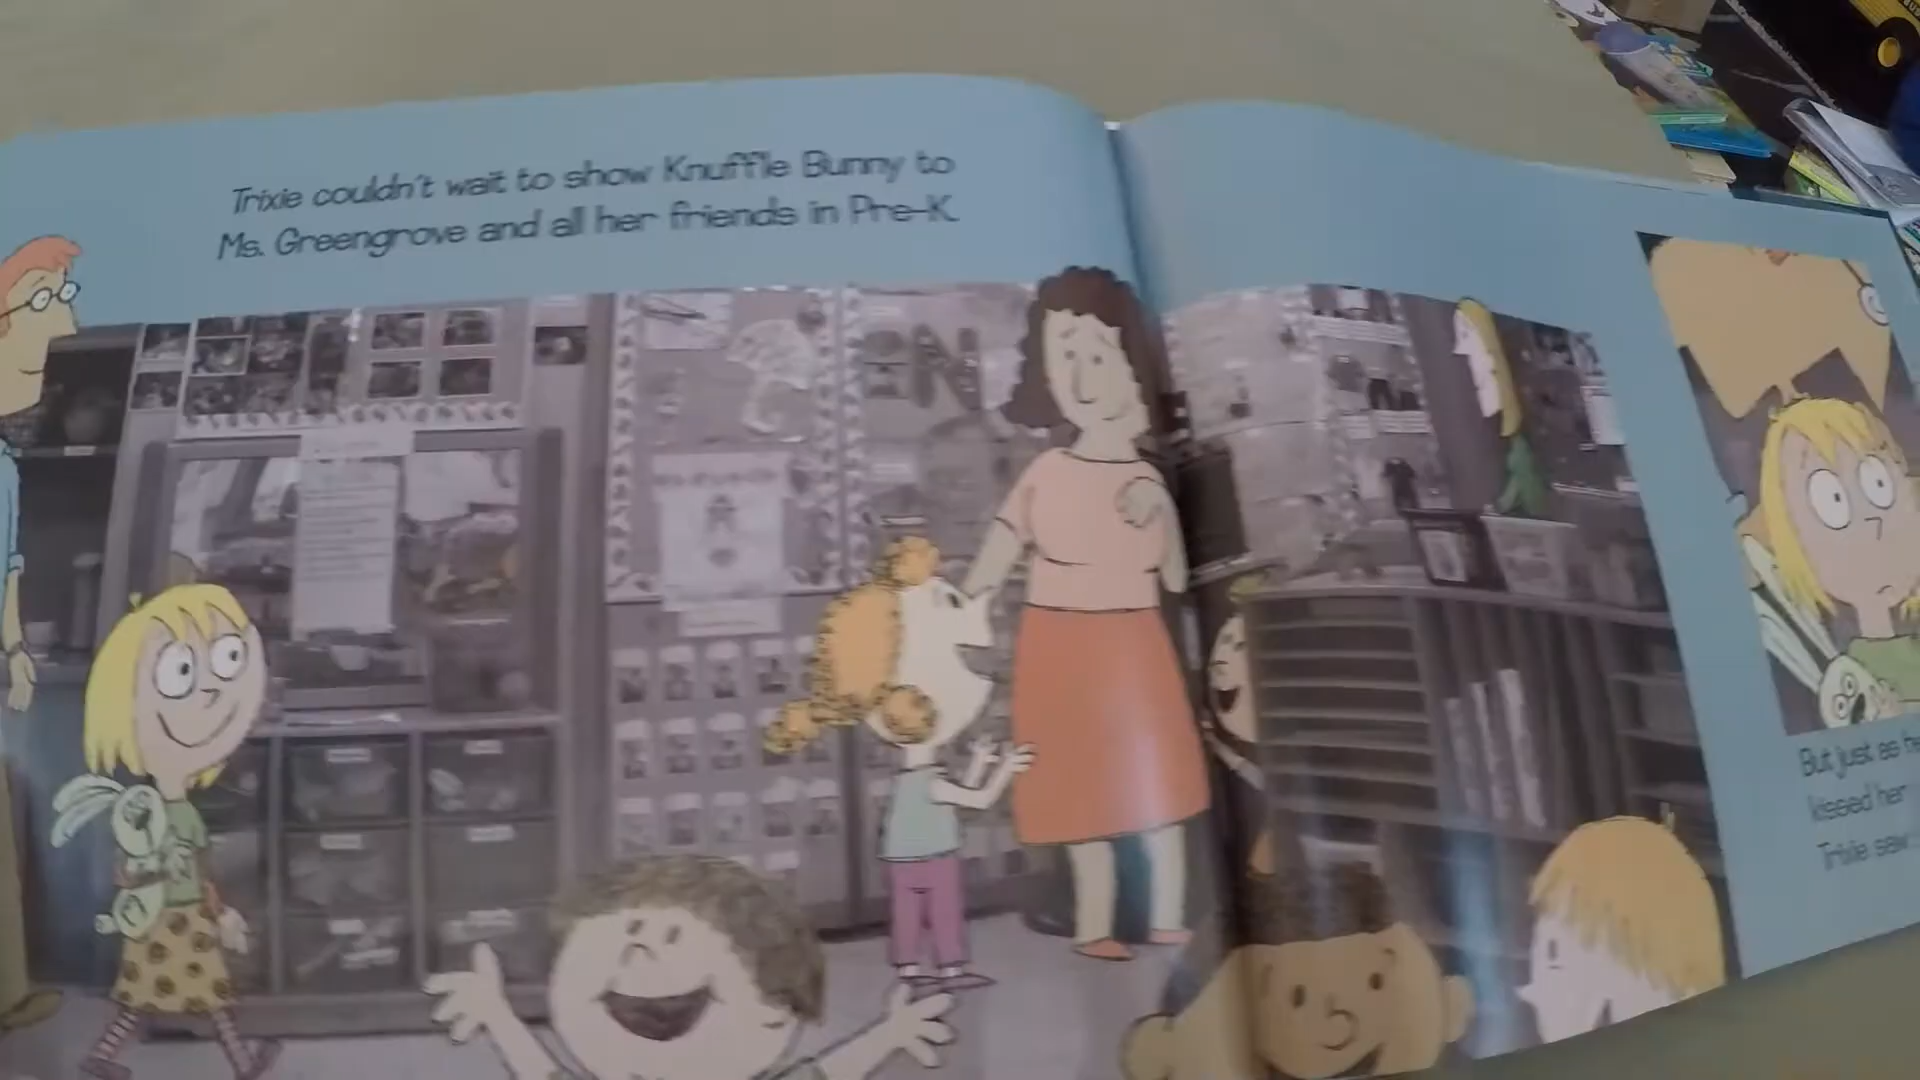 Trixie couldn't wait to show Knuffle Bunny to
Ms. Greengrove and all her friends in Pre-K.
But just as he
kissed her
Trixie saw